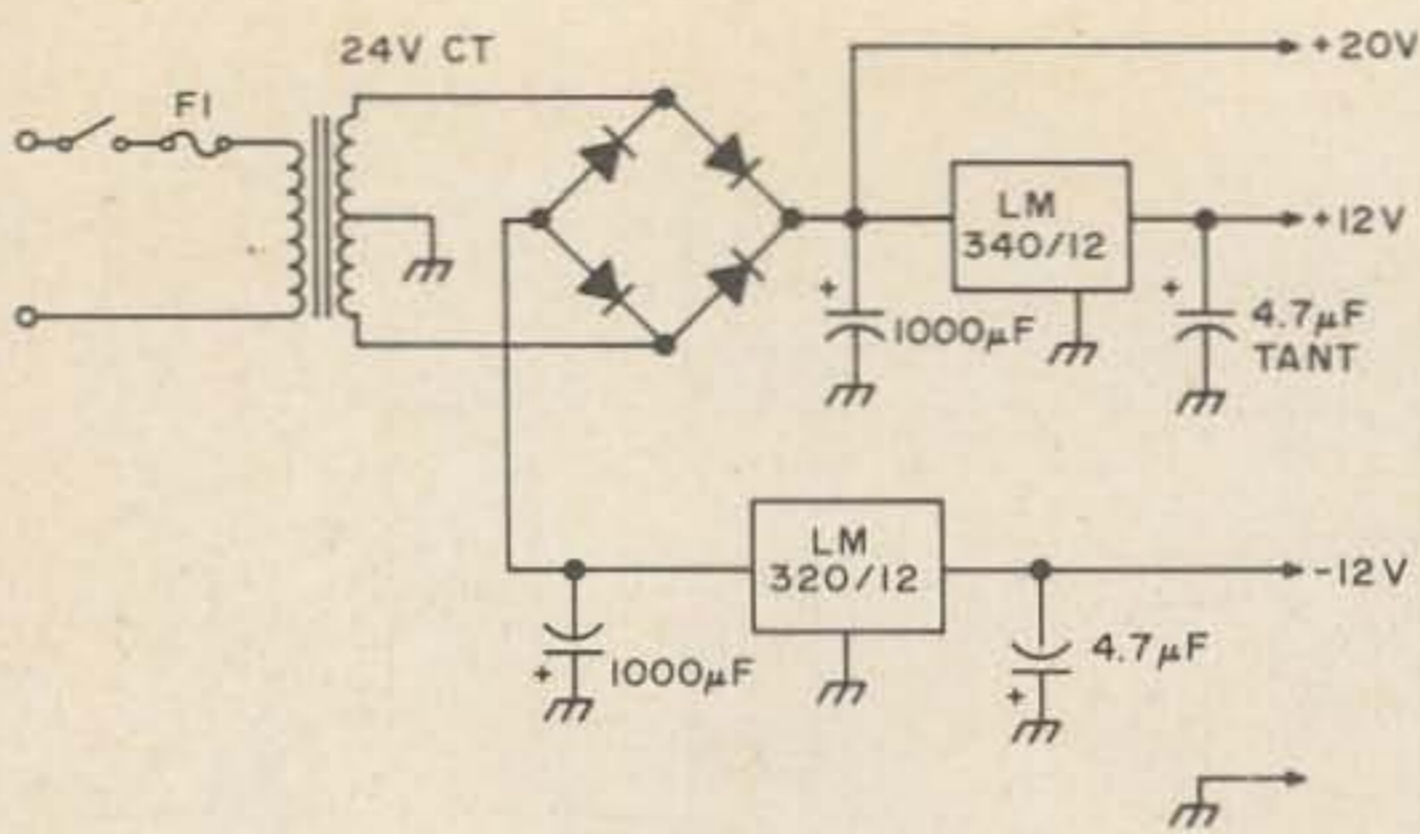 24V CT
F1
+20V
LM
340/12
+12V
+
1000μF
+
4.7μF
TANT
LM
320/12
-12V
+
1000μF
4.7μF
+